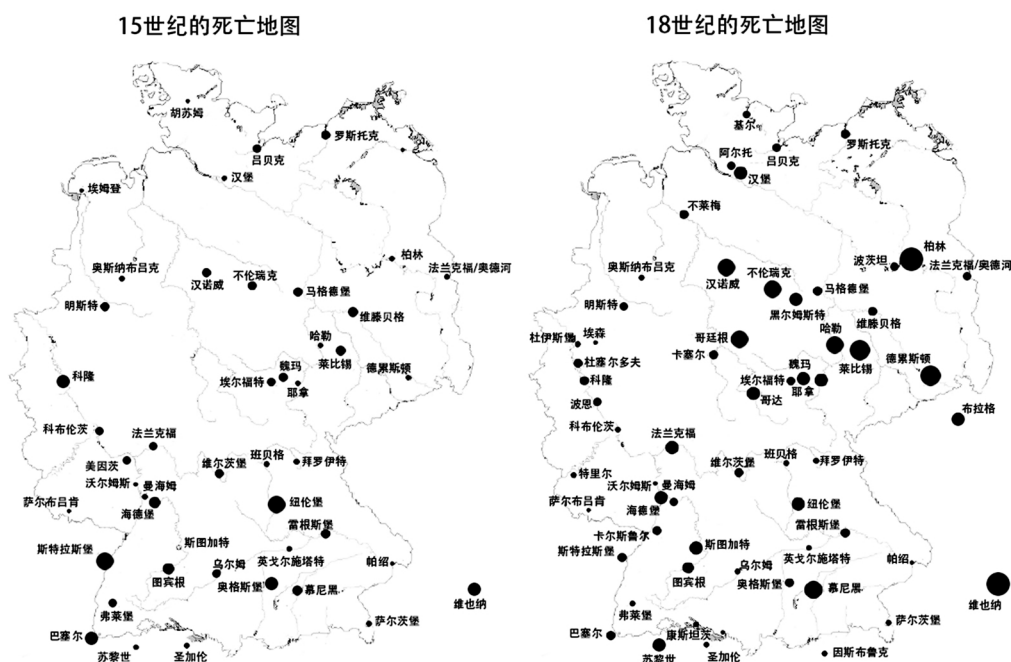 15世纪的死亡地图
胡苏姆
罗斯托克
吕贝克
汉堡
埃姆登
柏林
奥斯纳布吕克
法兰克福/奥德河
汉诺威
不伦瑞克
马格德堡
明斯特
维滕贝格
哈勒
莱比锡
魏玛
德累斯顿
科隆
埃尔福特
耶拿
科布伦茨
法兰克福
美因茨
维尔茨堡
班贝格
拜罗伊特
沃尔姆斯
曼海姆
萨尔布吕肯
海德堡
纽伦堡
雷根斯堡
斯特拉斯堡
斯图加特
英戈尔施塔特
帕绍
图宾根
乌尔姆
奥格斯堡
慕尼黑
维也纳
弗莱堡
萨尔茨堡
巴塞尔
苏黎世
圣加伦
18世纪的死亡地图
基尔
罗斯托克
吕贝克
阿尔托
汉堡
不莱梅
柏林
波茨坦
奥斯纳布吕克
法兰克福/奥德河
汉诺威
不伦瑞克
马格德堡
明斯特
黑尔姆斯特
维滕贝格
杜伊斯堡
埃森
哥廷根
哈勒
卡塞尔
莱比锡
德累斯顿
杜塞尔多夫
魏玛
科隆
埃尔福特
耶拿
哥达
波恩
布拉格
科布伦茨
法兰克福
班贝格
拜罗伊特
维尔茨堡
特里尔
沃尔姆斯
曼海姆
萨尔布吕肯
海德堡
纽伦堡
雷根斯堡
卡尔斯鲁尔
斯特拉斯堡
斯图加特
英戈尔施塔特
帕绍
图宾根
乌尔姆
奥格斯堡
慕尼黑
维也纳
弗莱堡
萨尔茨堡
巴塞尔
康斯坦茨
苏黎世
圣加伦
因斯布鲁克